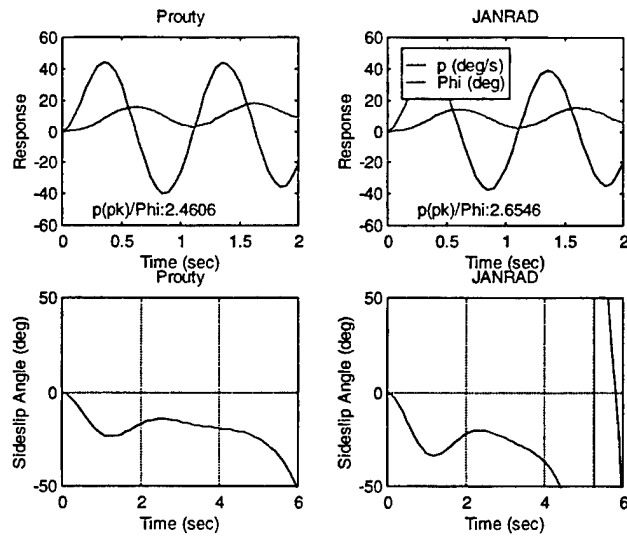 Prouty
60
40
20
0
-20
-40
-60
Response
p(pk)/Phi:2.4606
0 0.5 1 1.5 2
Time (sec)
JANRAD
60
40
20
0
-20
-40
-60
Response
p (deg/s)
Phi (deg)
p(pk)/Phi:2.6546
0 0.5 1 1.5 2
Time (sec)
Prouty
50
0
-50
Sideslip Angle (deg)
0 2 4 6
Time (sec)
JANRAD
50
0
-50
Sideslip Angle (deg)
0 2 4 6
Time (sec)